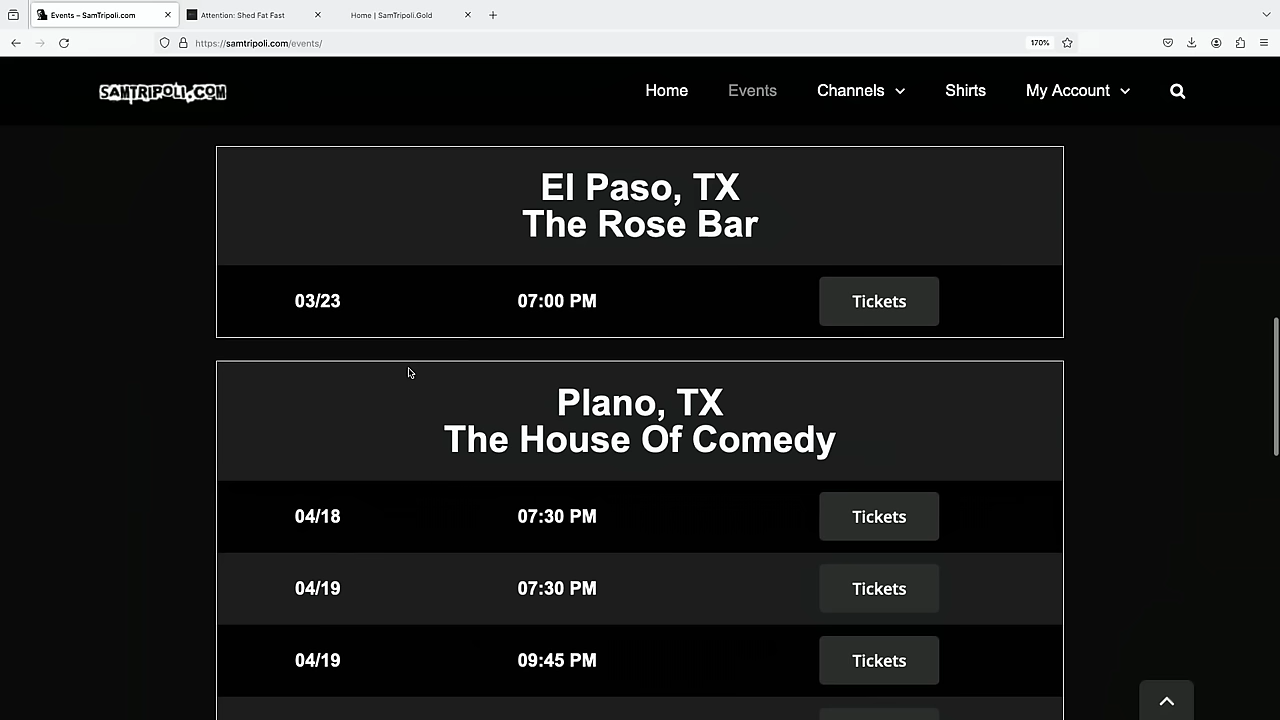 Events – SamTripoli.com
Attention: Shed Fat Fast
Home | SamTripoli.Gold
https://samtripoli.com/events/
170%
SAMTRIPOLI.COM
Home
Events
Channels
Shirts
My Account
El Paso, TX
The Rose Bar
03/23
07:00 PM
Tickets
Plano, TX
The House Of Comedy
04/18
07:30 PM
Tickets
04/19
07:30 PM
Tickets
04/19
09:45 PM
Tickets